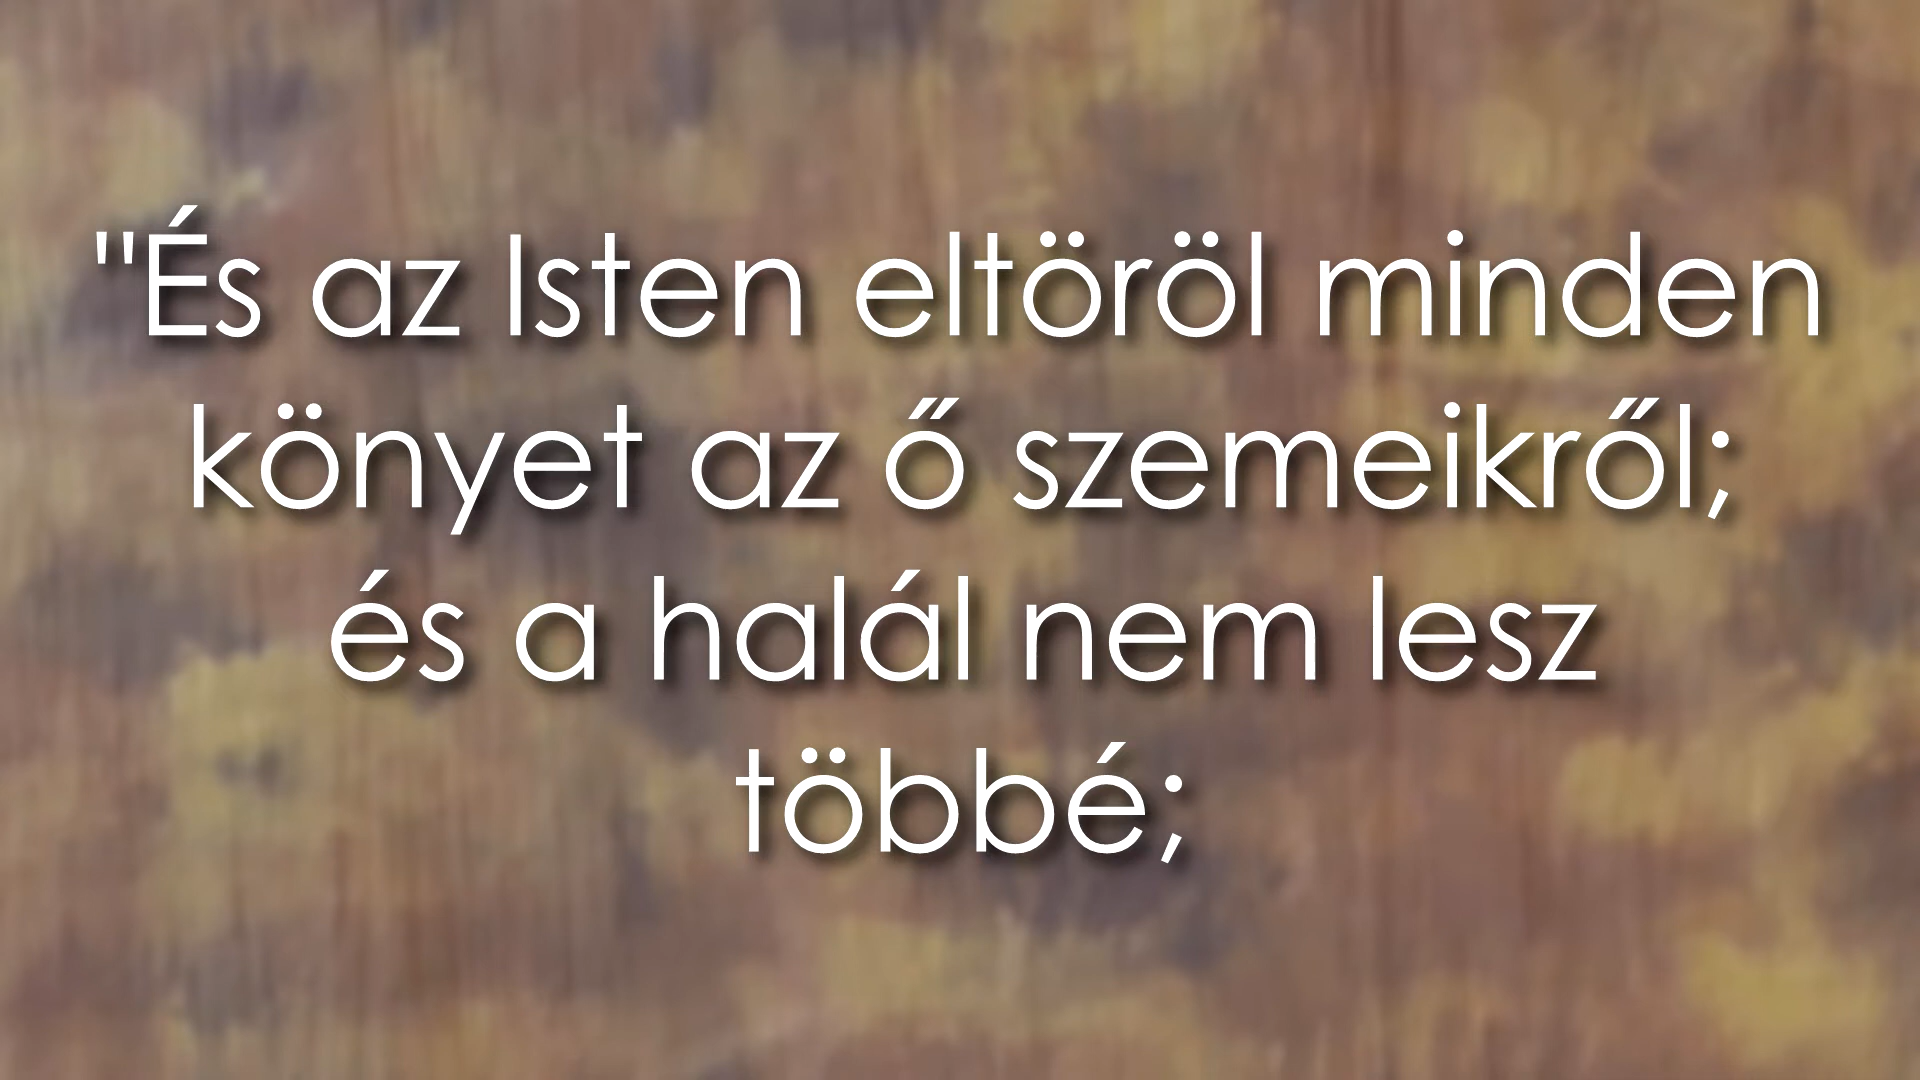 "És az Isten eltöröl minden
könyet az ő szemeikről;
és a halál nem lesz
többé;